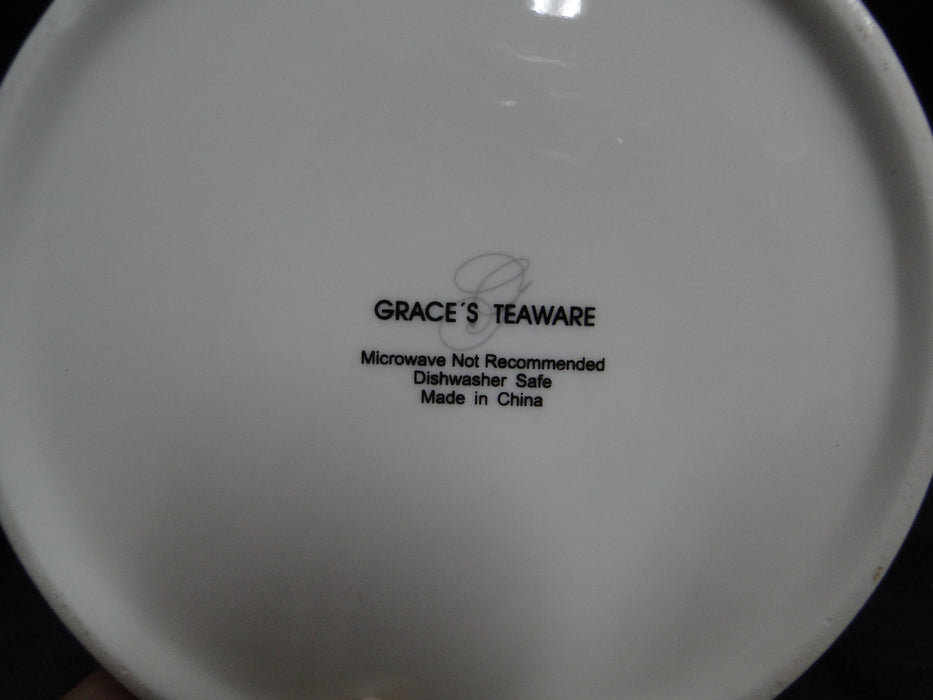 G
GRACE´S TEAWARE
Microwave Not Recommended
Dishwasher Safe
Made in China